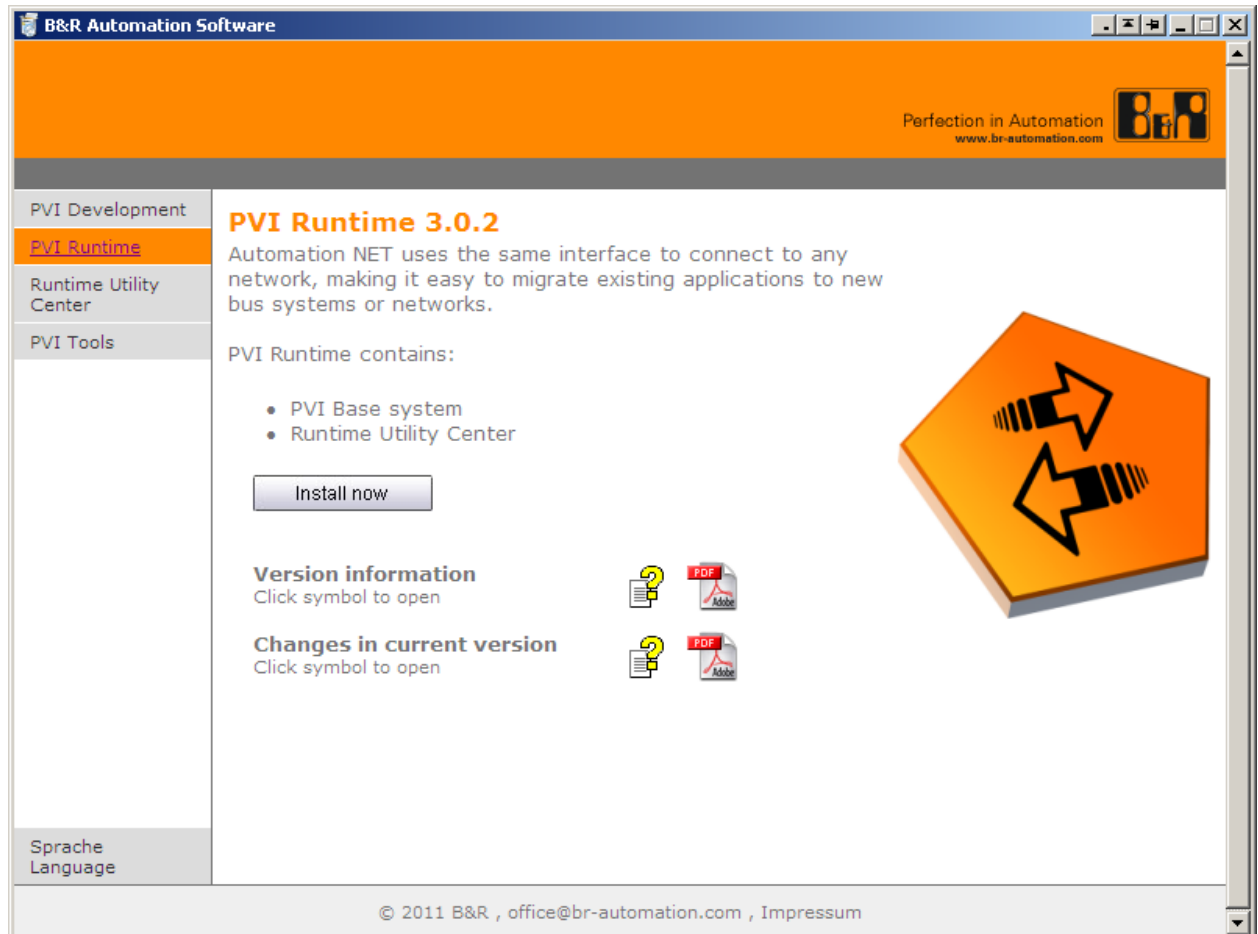 B&R Automation Software
Perfection in Automation
www.br-automation.com
B&R
PVI Development
PVI Runtime
Runtime Utility
Center
PVI Tools
Sprache
Language
PVI Runtime 3.0.2
Automation NET uses the same interface to connect to any
network, making it easy to migrate existing applications to new
bus systems or networks.
PVI Runtime contains:
• PVI Base system
• Runtime Utility Center
Install now
Version information
Click symbol to open
PDF
Adobe
Changes in current version
Click symbol to open
PDF
Adobe
© 2011 B&R , office@br-automation.com , Impressum